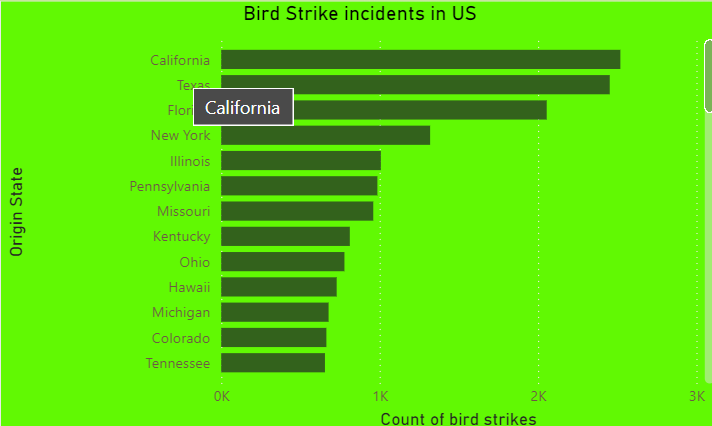 Bird Strike incidents in US
Origin State
California
Texas
California
New York
Illinois
Pennsylvania
Missouri
Kentucky
Ohio
Hawaii
Michigan
Colorado
Tennessee
0K 1K 2K 3K
Count of bird strikes